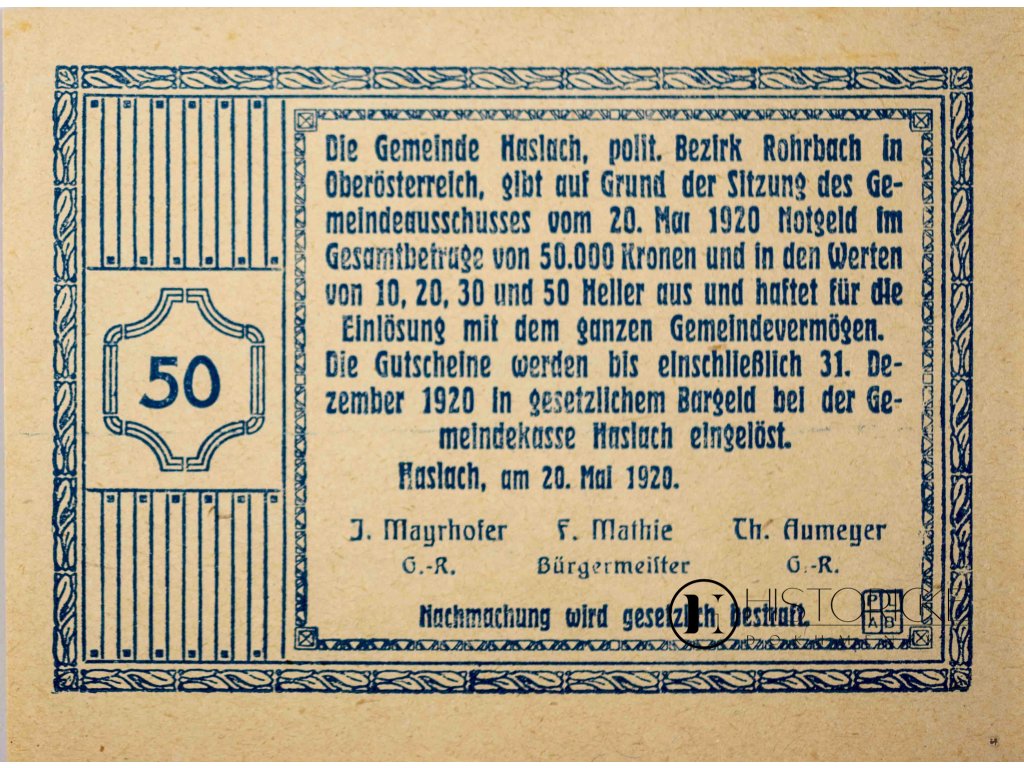 Die Gemeinde Haslach, polit. Bezirk Rohrbach in
Oberösterreich, gibt auf Grund der Sitzung des Ge-
meindeausschusses vom 20. Mai 1920 Notgeld im
Gesamtbetrage von 50.000 Kronen und in den Werten
von 10, 20, 30 und 50 Heller aus und haftet für die
Einlösung mit dem ganzen Gemeindevermögen.
Die Gutscheine werden bis einschließlich 31. De-
zember 1920 in gesetzlichem Bargeld bei der Ge-
meindekasse Haslach eingelöst.
Haslach, am 20. Mai 1920.
50
J. Mayrhofer F. Mathie Th. Aumeyer
G.-R. Bürgermeister G.-R.
Nachmachung wird gesetzlich bestraft.